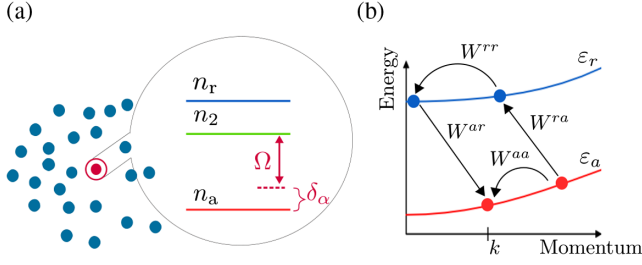 (a)
n_r
n_2
Ω
n_a
δ_α
(b)
Energy
W^{rr}
ε_r
W^{ar}
W^{ra}
W^{aa}
ε_a
k
Momentum